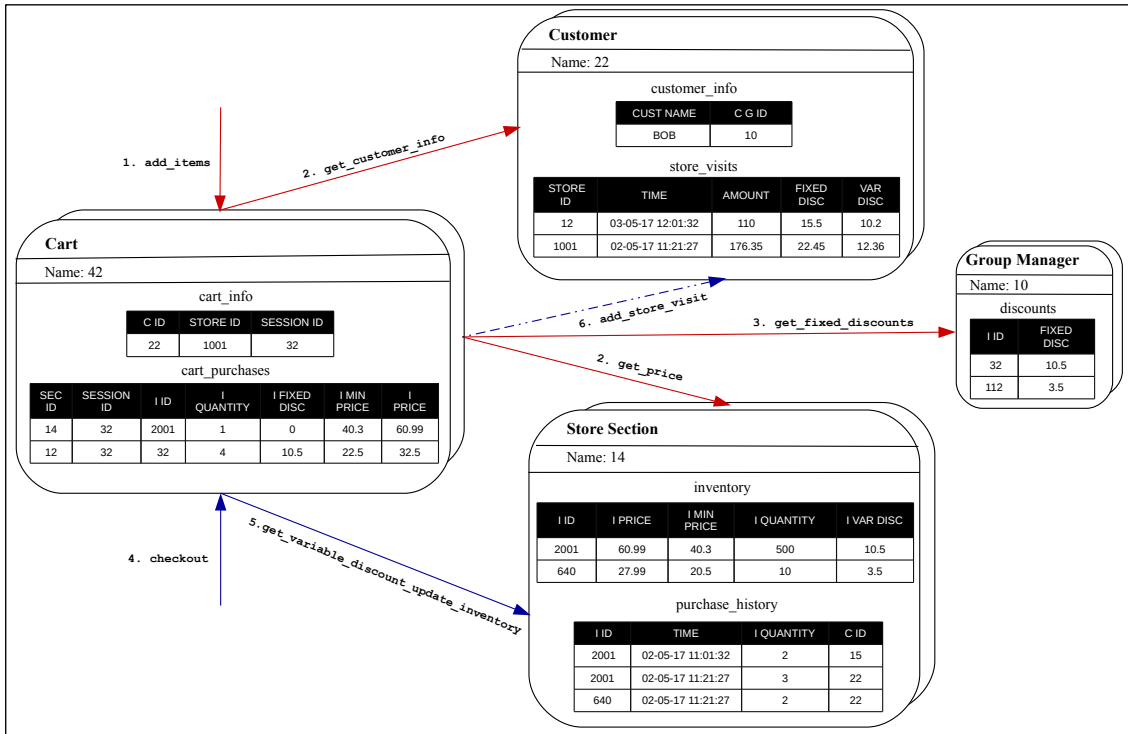 Customer
Name: 22
customer_info
CUST NAME C G ID
BOB 10
store_visits
STORE ID TIME AMOUNT FIXED DISC VAR DISC
12 03-05-17 12:01:32 110 15.5 10.2
1001 02-05-17 11:21:27 176.35 22.45 12.36
1. add_items
2. get_customer_info
Cart
Name: 42
cart_info
C ID STORE ID SESSION ID
22 1001 32
cart_purchases
SEC ID SESSION ID I ID I QUANTITY I FIXED DISC I MIN PRICE I PRICE
14 32 2001 1 0 40.3 60.99
12 32 32 4 10.5 22.5 32.5
6. add_store_visit
3. get_fixed_discounts
2. get_price
Group Manager
Name: 10
discounts
I ID FIXED DISC
32 10.5
112 3.5
4. checkout
5.get_variable_discount_update_inventory
Store Section
Name: 14
inventory
I ID I PRICE I MIN PRICE I QUANTITY I VAR DISC
2001 60.99 40.3 500 10.5
640 27.99 20.5 10 3.5
purchase_history
I ID TIME I QUANTITY C ID
2001 02-05-17 11:01:32 2 15
2001 02-05-17 11:21:27 3 22
640 02-05-17 11:21:27 2 22